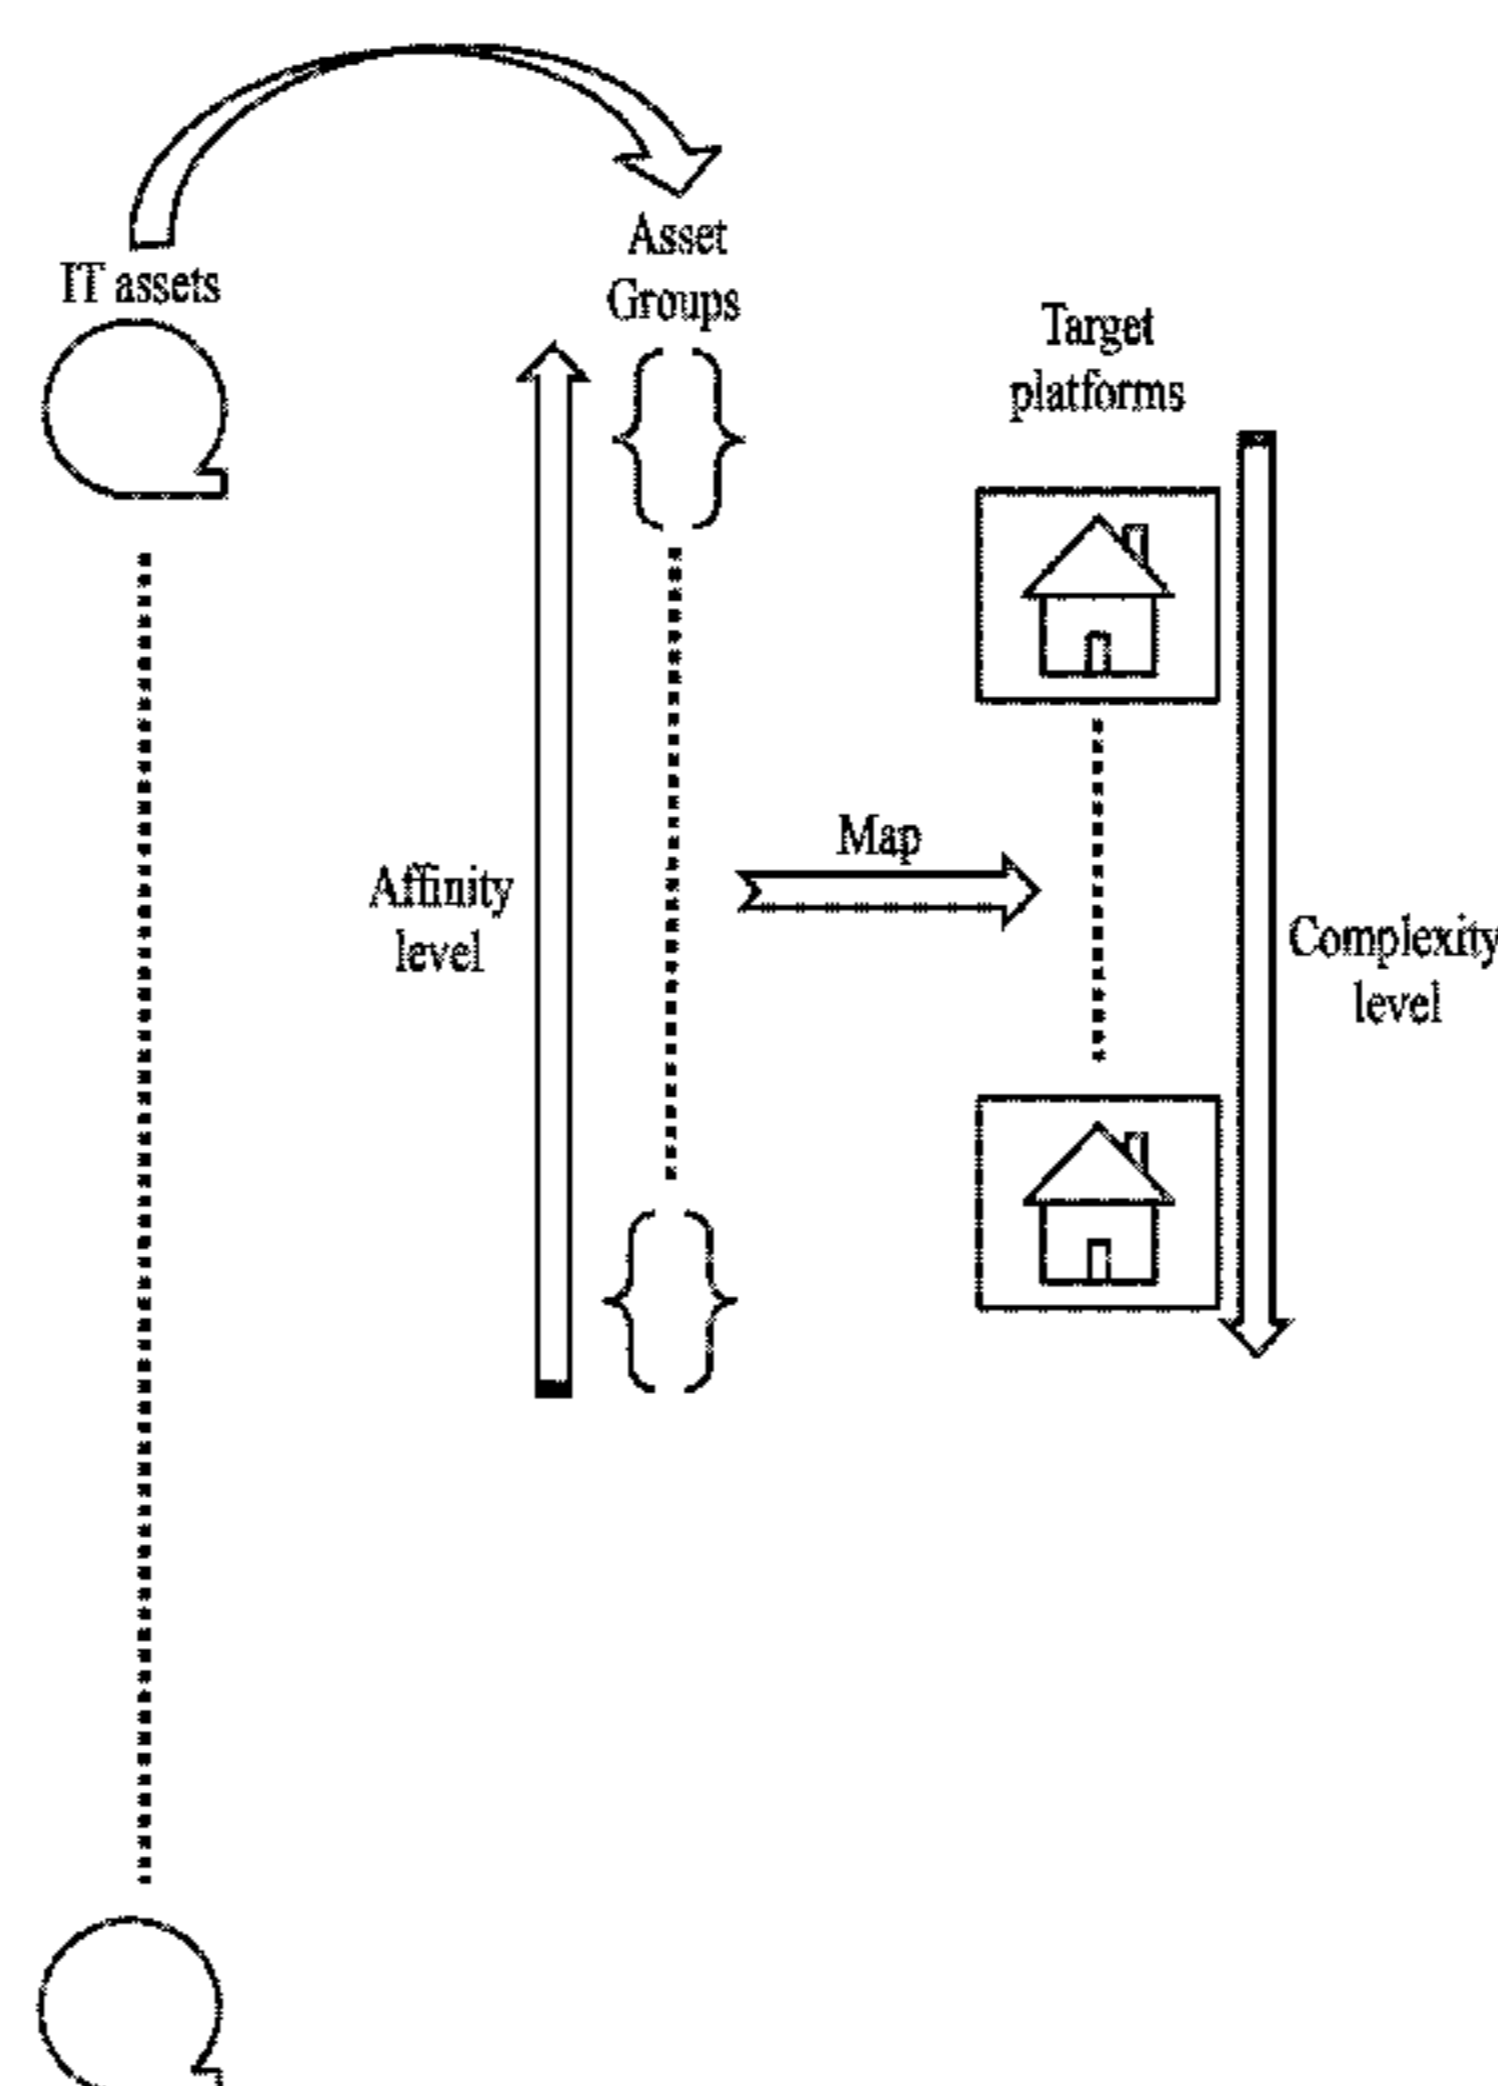 IT assets
Asset
Groups
Target
platforms
Map
Affinity
level
Complexity
level